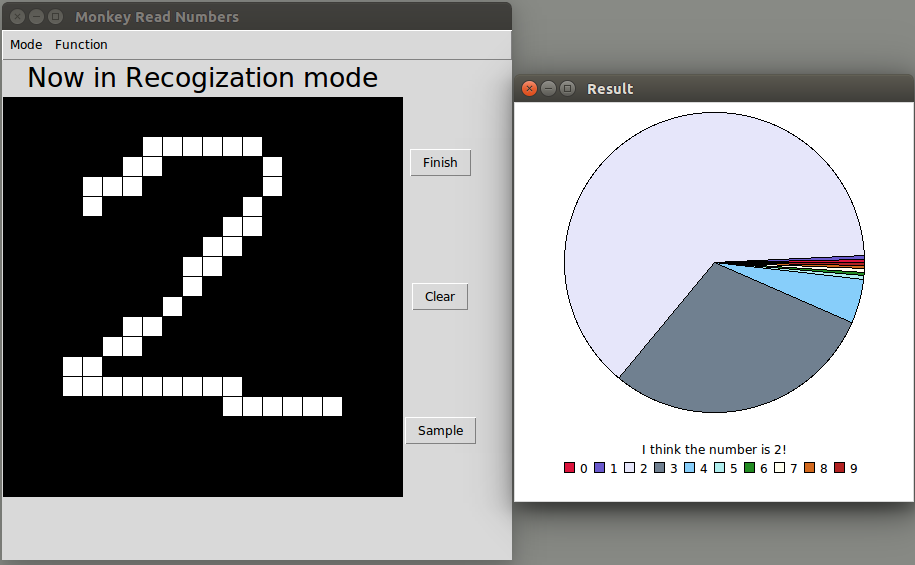 Monkey Read Numbers
Mode Function
Now in Recogization mode
2
Finish
Clear
Sample
Result
I think the number is 2!
0 1 2 3 4 5 6 7 8 9